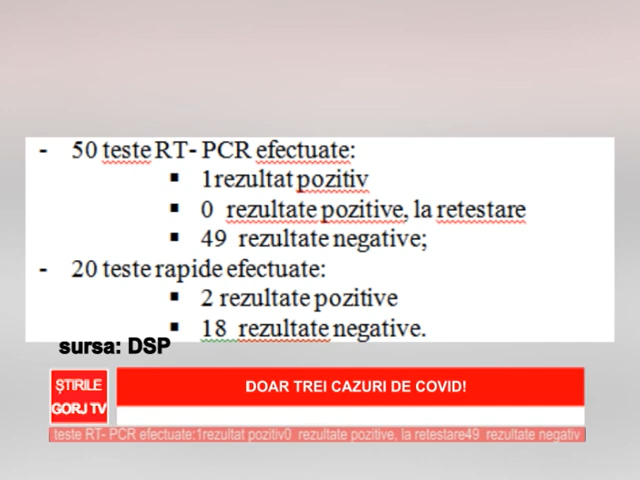 - 50 teste RT- PCR efectuate:
▪ 1rezultat pozitiv
▪ 0 rezultate pozitive, la retestare
▪ 49 rezultate negative;
- 20 teste rapide efectuate:
▪ 2 rezultate pozitive
▪ 18 rezultate negative.
sursa: DSP
ȘTIRILE
GORJ TV
DOAR TREI CAZURI DE COVID!
teste RT- PCR efectuate:1rezultat pozitiv0 rezultate pozitive, la retestare49 rezultate negativ